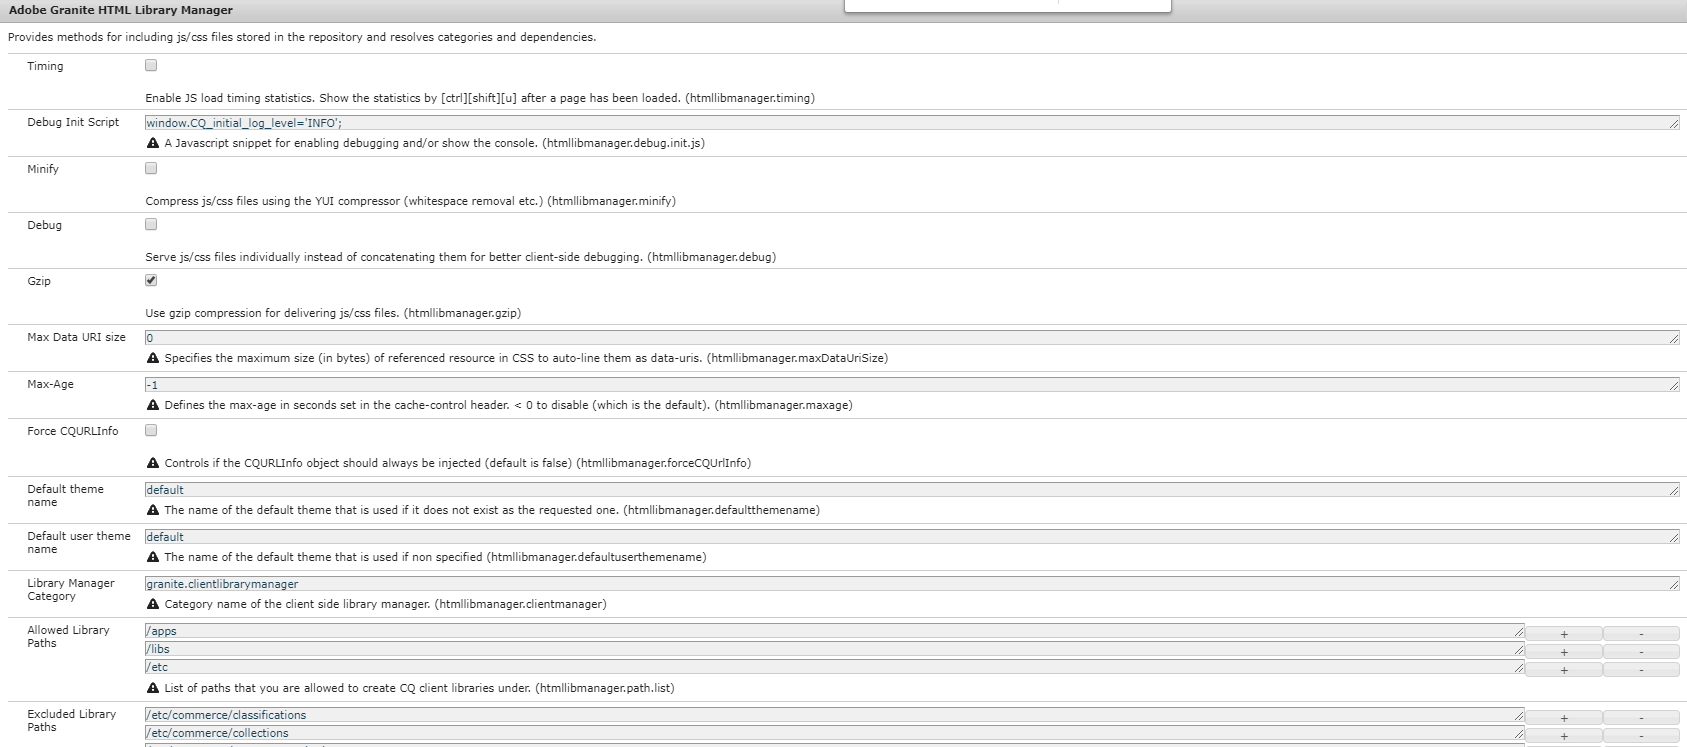 Adobe Granite HTML Library Manager
Provides methods for including js/css files stored in the repository and resolves categories and dependencies.
Timing
Enable JS load timing statistics. Show the statistics by [ctrl][shift][u] after a page has been loaded. (htmllibmanager.timing)
Debug Init Script
window.CQ_initial_log_level='INFO';
A Javascript snippet for enabling debugging and/or show the console. (htmllibmanager.debug.init.js)
Minify
Compress js/css files using the YUI compressor (whitespace removal etc.) (htmllibmanager.minify)
Debug
Serve js/css files individually instead of concatenating them for better client-side debugging. (htmllibmanager.debug)
Gzip
Use gzip compression for delivering js/css files. (htmllibmanager.gzip)
Max Data URI size
0
Specifies the maximum size (in bytes) of referenced resource in CSS to auto-line them as data-uris. (htmllibmanager.maxDataUriSize)
Max-Age
-1
Defines the max-age in seconds set in the cache-control header. < 0 to disable (which is the default). (htmllibmanager.maxage)
Force CQURLInfo
Controls if the CQURLInfo object should always be injected (default is false) (htmllibmanager.forceCQUrlInfo)
Default theme
name
default
The name of the default theme that is used if it does not exist as the requested one. (htmllibmanager.defaultthemename)
Default user theme
name
default
The name of the default theme that is used if non specified (htmllibmanager.defaultuserthemename)
Library Manager
Category
granite.clientlibrarymanager
Category name of the client side library manager. (htmllibmanager.clientmanager)
Allowed Library
Paths
/apps + -
/libs + -
/etc + -
List of paths that you are allowed to create CQ client libraries under. (htmllibmanager.path.list)
Excluded Library
Paths
/etc/commerce/classifications + -
/etc/commerce/collections + -